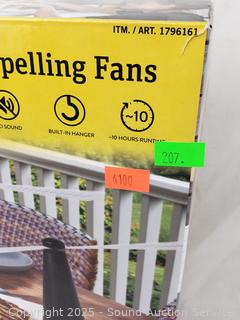 ITM. / ART. 1796161
pelling Fans
O SOUND
BUILT-IN HANGER
~10
~10 HOURS RUNTIME
207.
4100
Copyright 2025 - Sound Auction Service